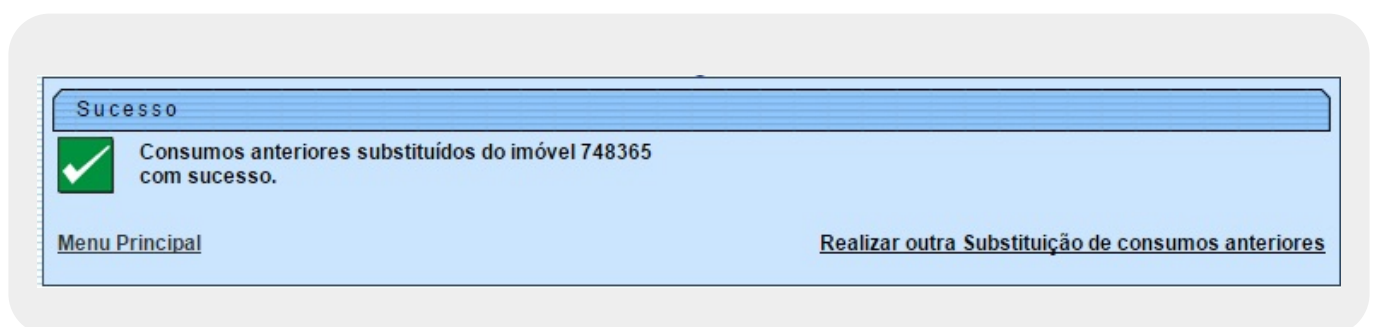 Sucesso
Consumos anteriores substituídos do imóvel 748365
com sucesso.
Menu Principal
Realizar outra Substituição de consumos anteriores